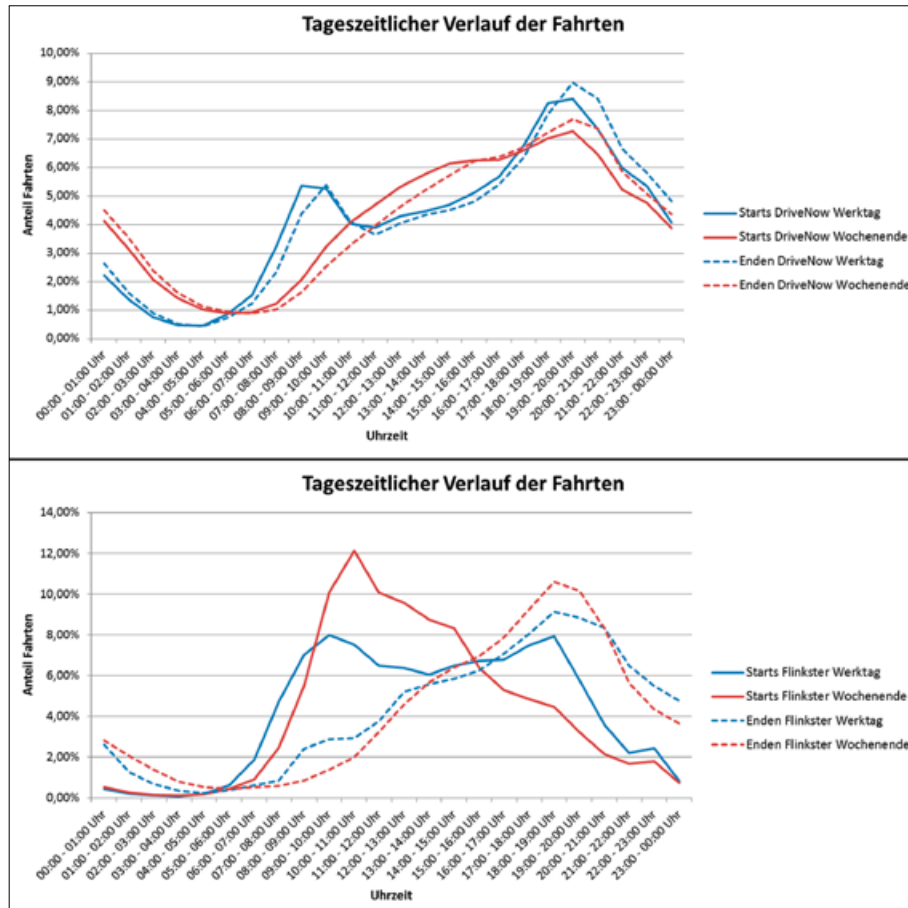 Tageszeitlicher Verlauf der Fahrten
10,00%
9,00%
8,00%
7,00%
6,00%
5,00%
4,00%
3,00%
2,00%
1,00%
0,00%
Anteil Fahrten
00:00 - 01:00 Uhr
01:00 - 02:00 Uhr
02:00 - 03:00 Uhr
03:00 - 04:00 Uhr
04:00 - 05:00 Uhr
05:00 - 06:00 Uhr
06:00 - 07:00 Uhr
07:00 - 08:00 Uhr
08:00 - 09:00 Uhr
09:00 - 10:00 Uhr
10:00 - 11:00 Uhr
11:00 - 12:00 Uhr
12:00 - 13:00 Uhr
13:00 - 14:00 Uhr
14:00 - 15:00 Uhr
15:00 - 16:00 Uhr
16:00 - 17:00 Uhr
17:00 - 18:00 Uhr
18:00 - 19:00 Uhr
19:00 - 20:00 Uhr
20:00 - 21:00 Uhr
21:00 - 22:00 Uhr
22:00 - 23:00 Uhr
23:00 - 00:00 Uhr
Uhrzeit
Starts DriveNow Werktag
Starts DriveNow Wochenende
Enden DriveNow Werktag
Enden DriveNow Wochenende
Tageszeitlicher Verlauf der Fahrten
14,00%
12,00%
10,00%
8,00%
6,00%
4,00%
2,00%
0,00%
Anteil Fahrten
00:00 - 01:00 Uhr
01:00 - 02:00 Uhr
02:00 - 03:00 Uhr
03:00 - 04:00 Uhr
04:00 - 05:00 Uhr
05:00 - 06:00 Uhr
06:00 - 07:00 Uhr
07:00 - 08:00 Uhr
08:00 - 09:00 Uhr
09:00 - 10:00 Uhr
10:00 - 11:00 Uhr
11:00 - 12:00 Uhr
12:00 - 13:00 Uhr
13:00 - 14:00 Uhr
14:00 - 15:00 Uhr
15:00 - 16:00 Uhr
16:00 - 17:00 Uhr
17:00 - 18:00 Uhr
18:00 - 19:00 Uhr
19:00 - 20:00 Uhr
20:00 - 21:00 Uhr
21:00 - 22:00 Uhr
22:00 - 23:00 Uhr
23:00 - 00:00 Uhr
Uhrzeit
Starts Flinkster Werktag
Starts Flinkster Wochenende
Enden Flinkster Werktag
Enden Flinkster Wochenende